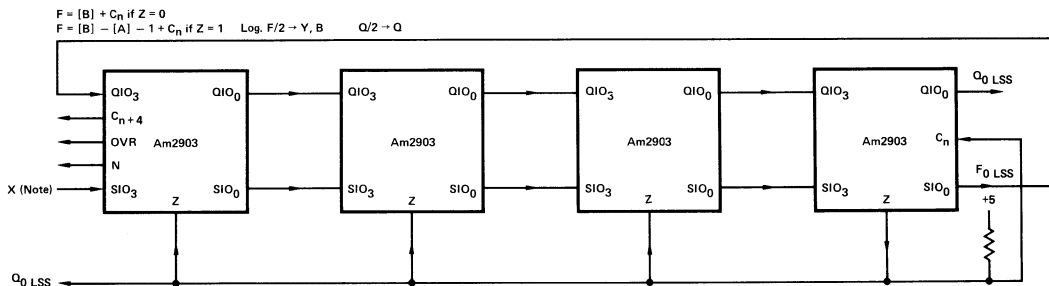 F = [B] + Cn if Z = 0
F = [B] − [A] − 1 + Cn if Z = 1 Log. F/2 → Y, B Q/2 → Q
QIO3 QIO0 QIO3 QIO0 QIO3 QIO0 QIO3 QIO0 Q0 LSS
Cn+4
Am2903 Am2903 Am2903 Am2903 Cn
OVR
N
X (Note) SIO3 SIO0 SIO3 SIO0 SIO3 SIO0 SIO3 SIO0 F0 LSS
Z Z Z Z +5
Q0 LSS